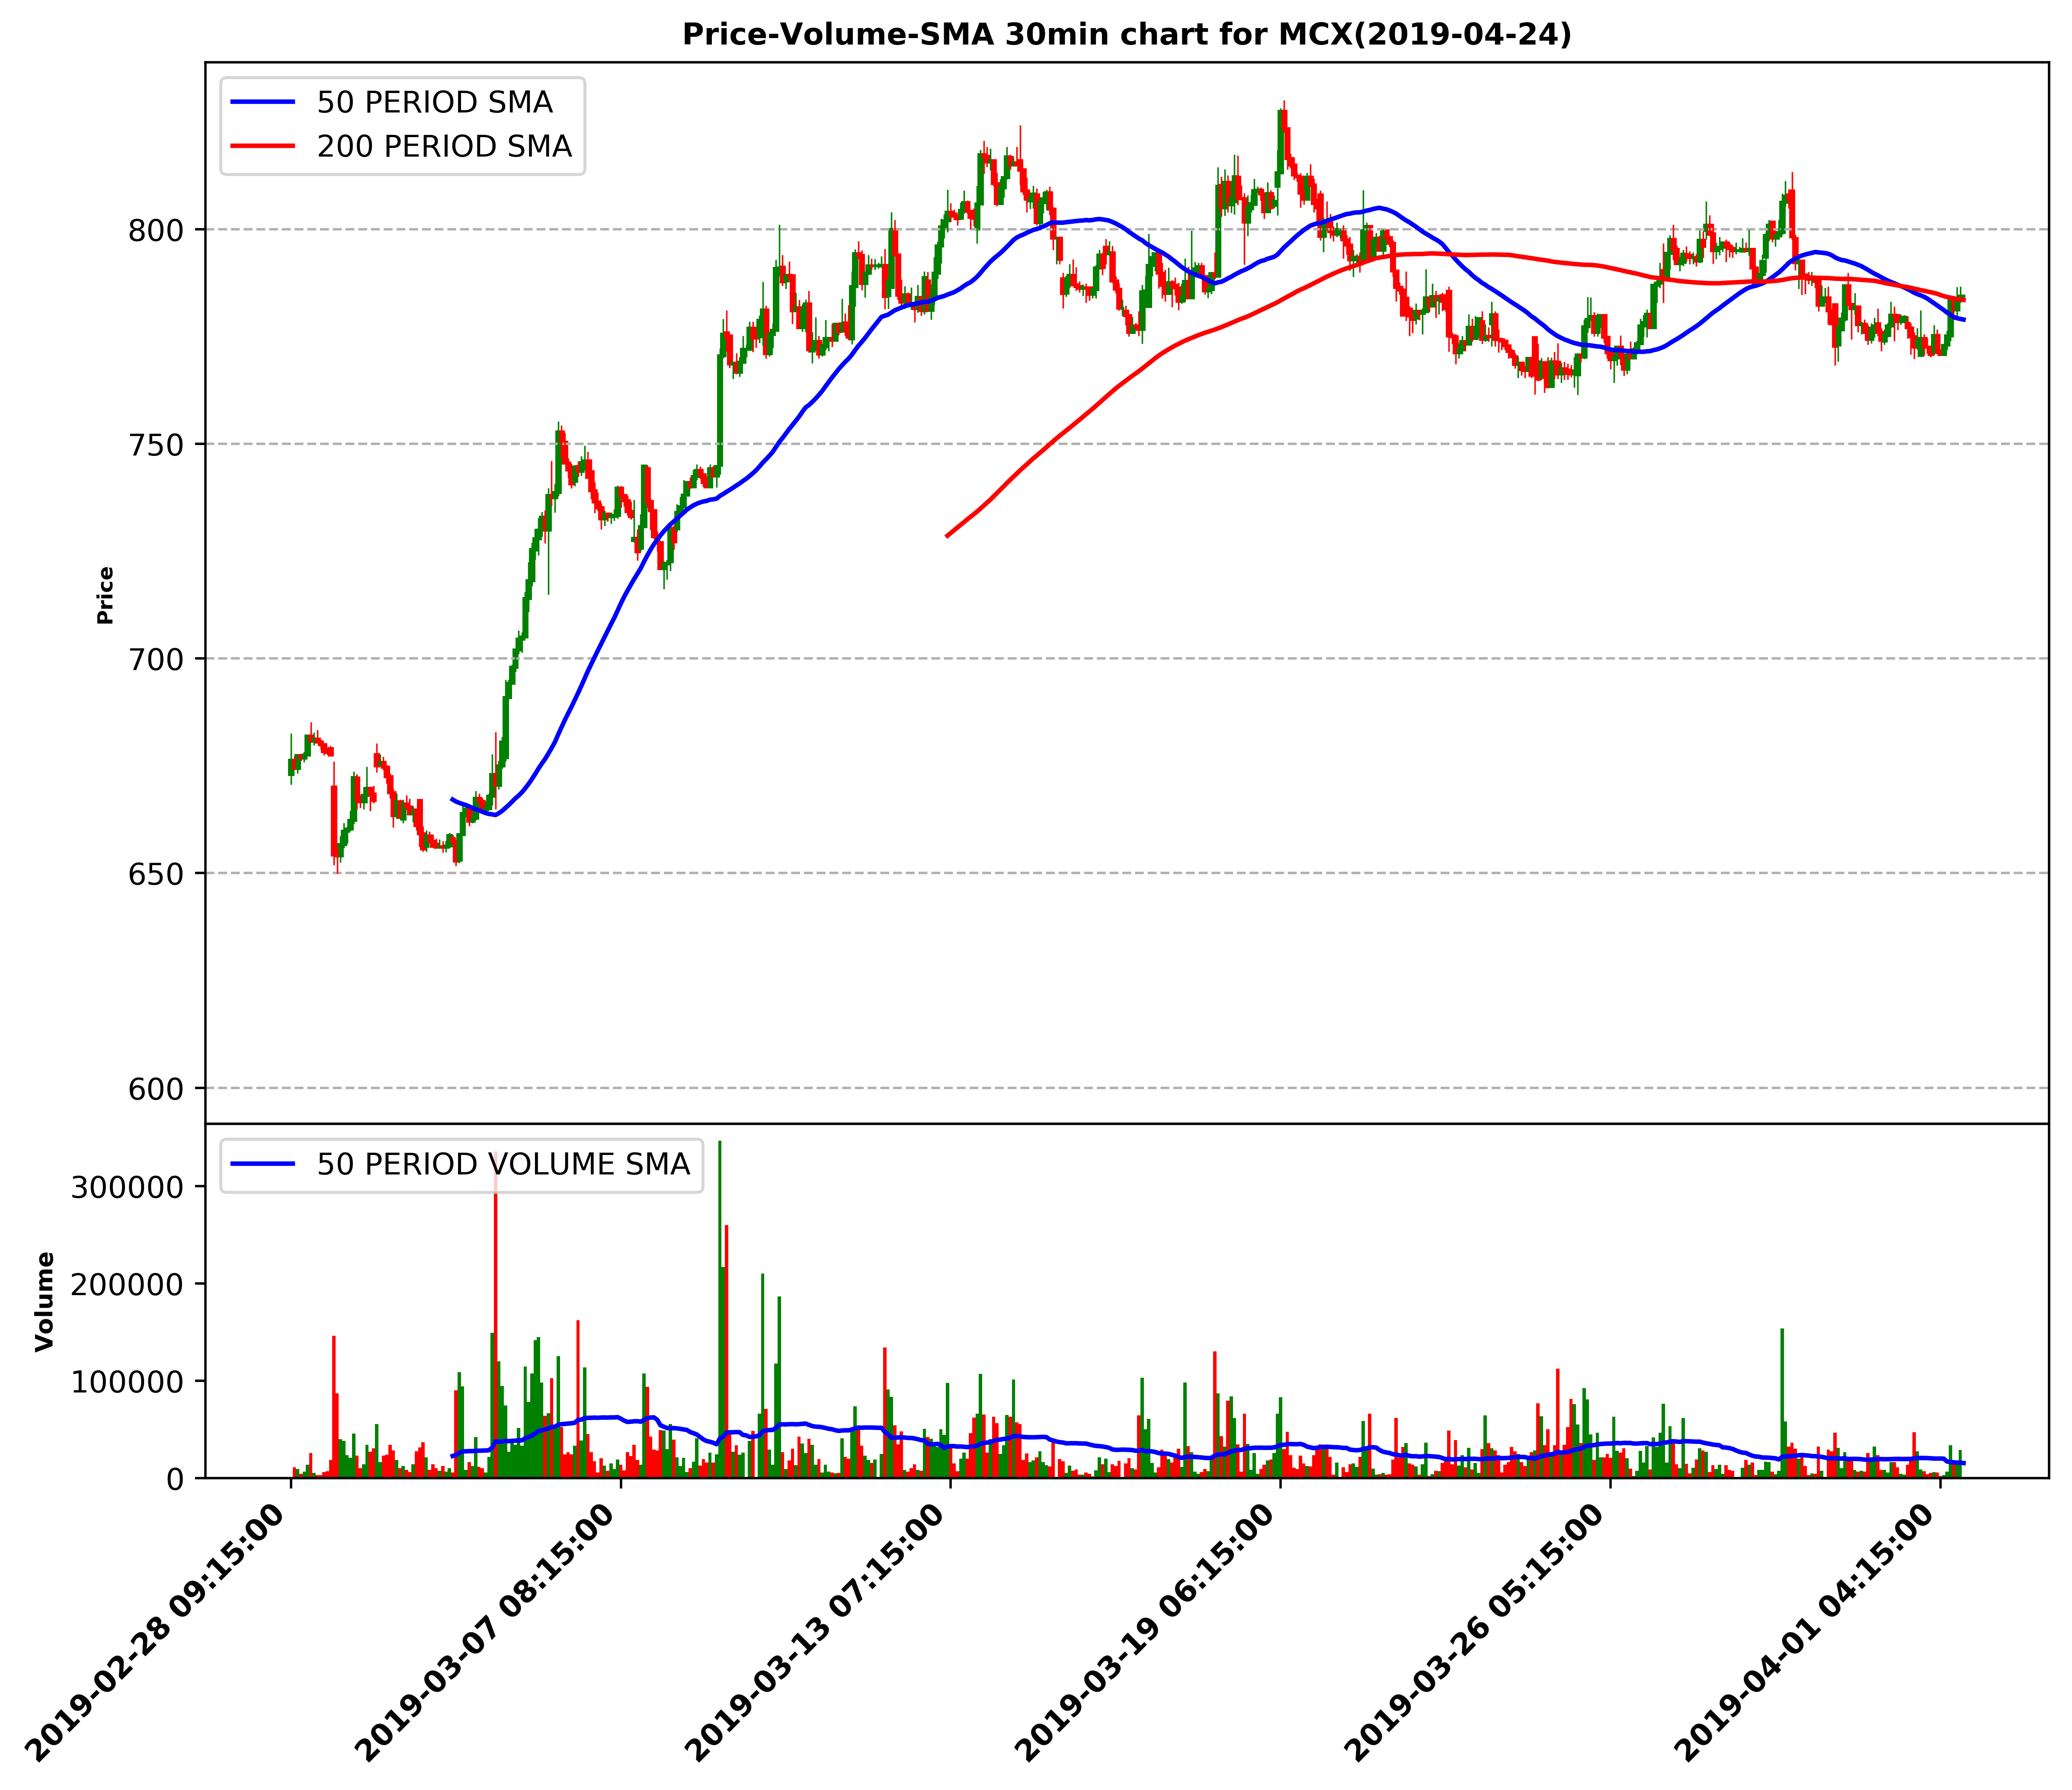 Price-Volume-SMA 30min chart for MCX(2019-04-24)
50 PERIOD SMA
200 PERIOD SMA
800
750
700
650
600
Price
50 PERIOD VOLUME SMA
300000
200000
100000
0
Volume
2019-02-28 09:15:00
2019-03-07 08:15:00
2019-03-13 07:15:00
2019-03-19 06:15:00
2019-03-26 05:15:00
2019-04-01 04:15:00